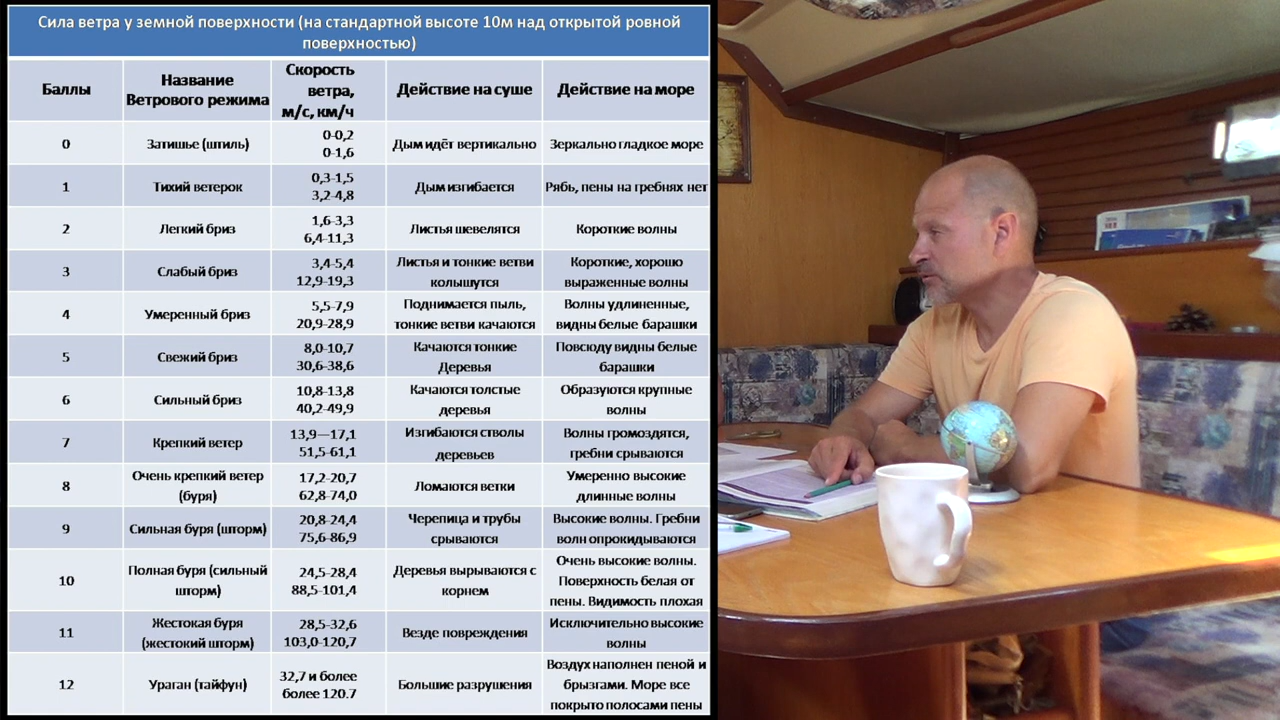 Сила ветра у земной поверхности (на стандартной высоте 10м над открытой ровной
поверхностью)
Баллы
Название
Ветрового режима
Скорость
ветра,
м/с, км/ч
Действие на суше
Действие на море
0
Затишье (штиль)
0-0,2
0-1,6
Дым идёт вертикально
Зеркально гладкое море
1
Тихий ветерок
0,3-1,5
3,2-4,8
Дым изгибается
Рябь, пены на гребнях нет
2
Легкий бриз
1,6-3,3
6,4-11,3
Листья шевелятся
Короткие волны
3
Слабый бриз
3,4-5,4
12,9-19,3
Листья и тонкие ветви
колышутся
Короткие, хорошо
выраженные волны
4
Умеренный бриз
5,5-7,9
20,9-28,9
Поднимается пыль,
тонкие ветви качаются
Волны удлиненные,
видны белые барашки
5
Свежий бриз
8,0-10,7
30,6-38,6
Качаются тонкие
Деревья
Повсюду видны белые
барашки
6
Сильный бриз
10,8-13,8
40,2-49,9
Качаются толстые
деревья
Образуются крупные
волны
7
Крепкий ветер
13,9—17,1
51,5-61,1
Изгибаются стволы
деревьев
Волны громоздятся,
гребни срываются
8
Очень крепкий ветер
(буря)
17,2-20,7
62,8-74,0
Ломаются ветки
Умеренно высокие
длинные волны
9
Сильная буря (шторм)
20,8-24,4
75,6-86,9
Черепица и трубы
срываются
Высокие волны. Гребни
волн опрокидываются
10
Полная буря (сильный
шторм)
24,5-28,4
88,5-101,4
Деревья вырываются с
корнем
Очень высокие волны.
Поверхность белая от
пены. Видимость плохая
11
Жестокая буря
(жестокий шторм)
28,5-32,6
103,0-120,7
Везде повреждения
Исключительно высокие
волны
12
Ураган (тайфун)
32,7 и более
более 120.7
Большие разрушения
Воздух наполнен пеной и
брызгами. Море все
покрыто полосами пены